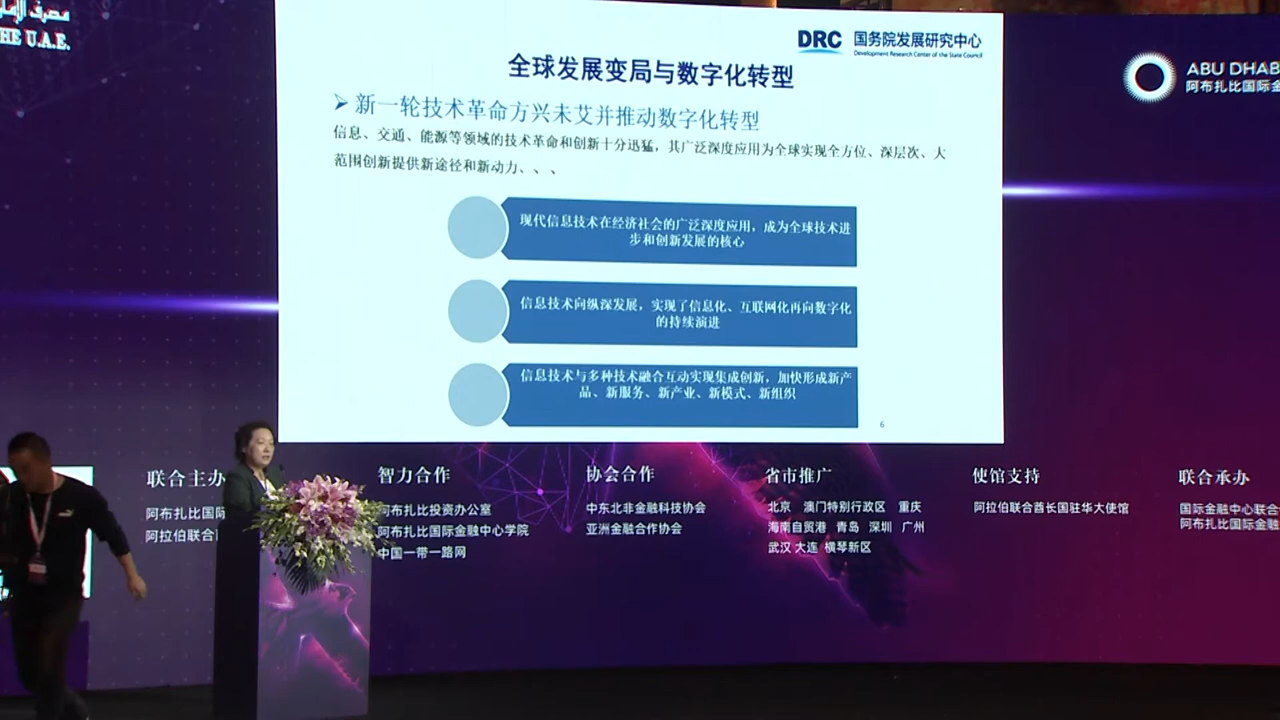 مصرف الإمارات
THE U.A.E.
DRC 国务院发展研究中心
Development Research Center of the State Council
全球发展变局与数字化转型
新一轮技术革命方兴未艾并推动数字化转型
信息、交通、能源等领域的技术革命和创新十分迅猛，其广泛深度应用为全球实现全方位、深层次、大
范围创新提供新途径和新动力、、、
现代信息技术在经济社会的广泛深度应用，成为全球技术进
步和创新发展的核心
信息技术向纵深发展，实现了信息化、互联网化再向数字化
的持续演进
信息技术与多种技术融合互动实现集成创新，加快形成新产
品、新服务、新产业、新模式、新组织
6
ABU DHAB
阿布扎比国际金
联合主办
阿布扎比国际
阿拉伯联合
智力合作
阿布扎比投资办公室
阿布扎比国际金融中心学院
中国一带一路网
协会合作
中东北非金融科技协会
亚洲金融合作协会
省市推广
北京 澳门特别行政区 重庆
海南自贸港 青岛 深圳 广州
武汉 大连 横琴新区
使馆支持
阿拉伯联合酋长国驻华大使馆
联合承办
国际金融中心联合
阿布扎比国际金融